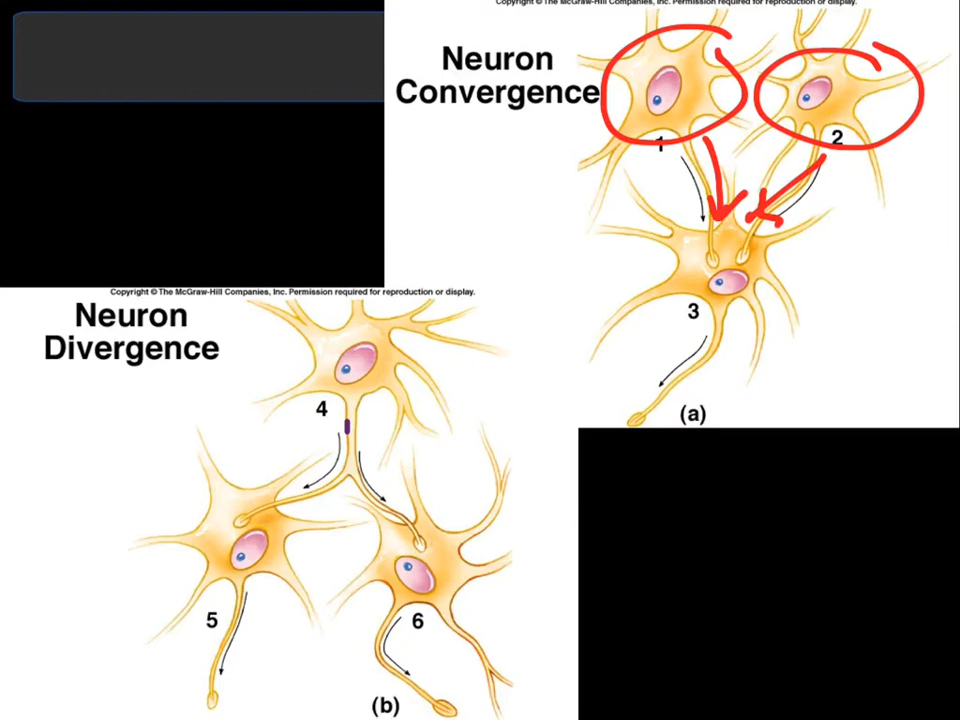 Copyright © The McGraw-Hill Companies, Inc. Permission required for reproduction or display.
Neuron
Convergence
1
2
3
(a)
Copyright © The McGraw-Hill Companies, Inc. Permission required for reproduction or display.
Neuron
Divergence
4
5
6
(b)